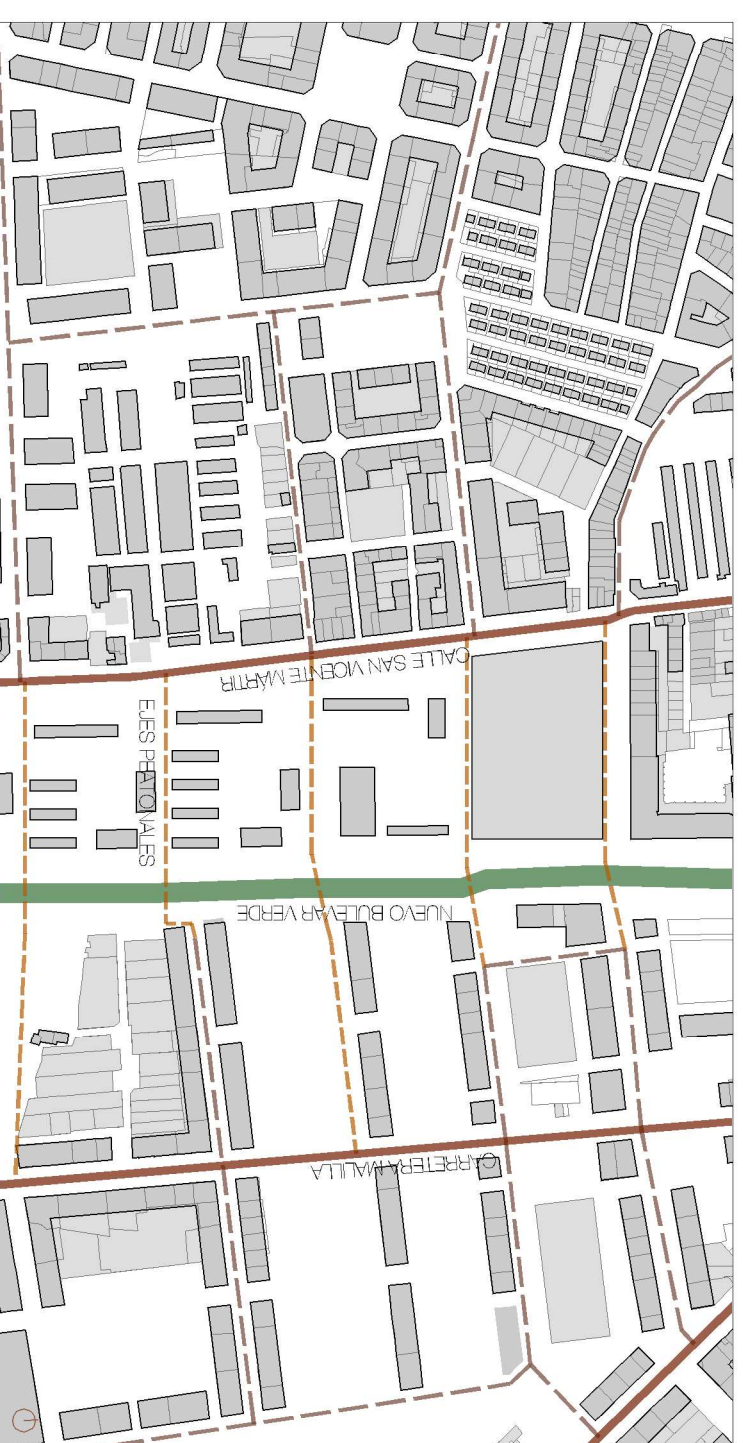 CALLE SAN VICENTE MÁRTIR
EJES PEATONALES
NUEVO BULEVAR VERDE
CARRETERA MALILLA